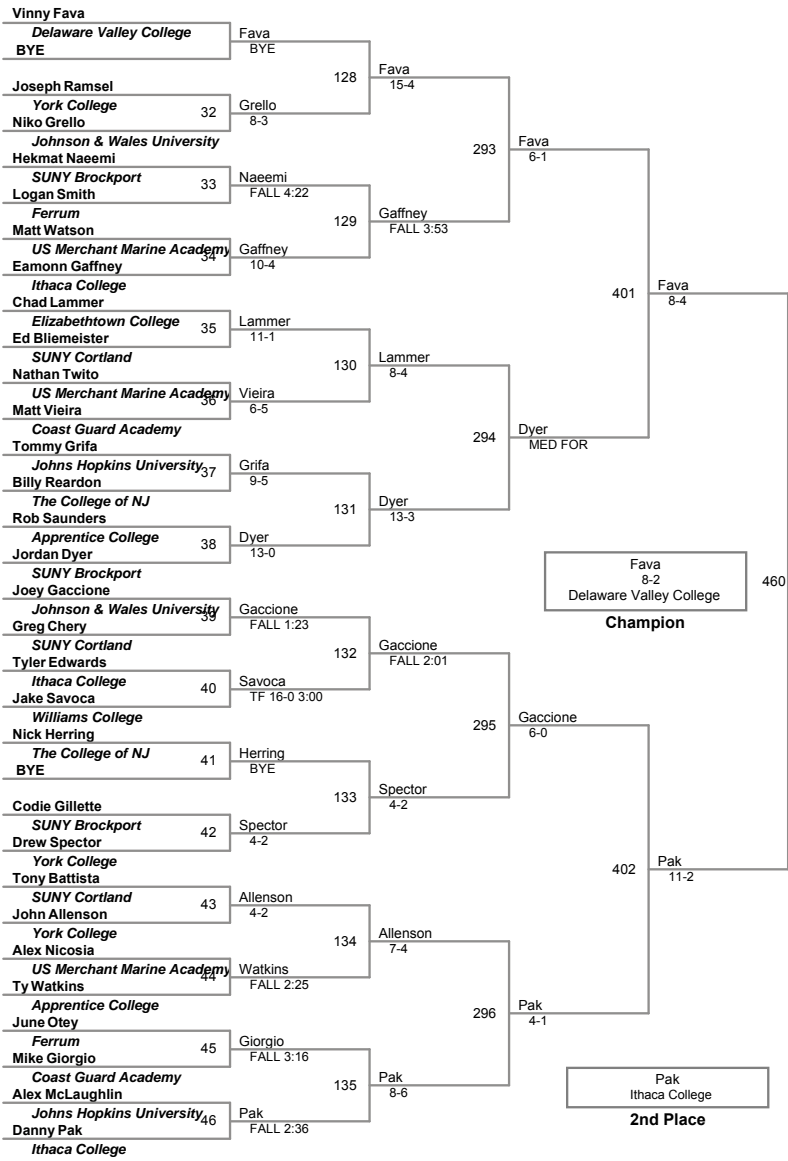 Vinny Fava
Delaware Valley College
BYE
Joseph Ramsel
York College
Niko Grello
Johnson & Wales University
Hekmat Naeemi
SUNY Brockport
Logan Smith
Ferrum
Matt Watson
US Merchant Marine Academy
Eamonn Gaffney
Ithaca College
Chad Lammer
Elizabethtown College
Ed Bliemeister
SUNY Cortland
Nathan Twito
US Merchant Marine Academy
Matt Vieira
Coast Guard Academy
Tommy Grifa
Johns Hopkins University
Billy Reardon
The College of NJ
Rob Saunders
Apprentice College
Jordan Dyer
SUNY Brockport
Joey Gaccione
Johnson & Wales University
Greg Chery
SUNY Cortland
Tyler Edwards
Ithaca College
Jake Savoca
Williams College
Nick Herring
The College of NJ
BYE
Codie Gillette
SUNY Brockport
Drew Spector
York College
Tony Battista
SUNY Cortland
John Allenson
York College
Alex Nicosia
US Merchant Marine Academy
Ty Watkins
Apprentice College
June Otey
Ferrum
Mike Giorgio
Coast Guard Academy
Alex McLaughlin
Johns Hopkins University
Danny Pak
Ithaca College
32
33
34
35
36
37
38
39
40
41
42
43
44
45
46
Fava
BYE
Grello
8-3
Naeemi
FALL 4:22
Gaffney
10-4
Lammer
11-1
Vieira
6-5
Grifa
9-5
Dyer
13-0
Gaccione
FALL 1:23
Savoca
TF 16-0 3:00
Herring
BYE
Spector
4-2
Allenson
4-2
Watkins
FALL 2:25
Giorgio
FALL 3:16
Pak
FALL 2:36
128
129
130
131
132
133
134
135
Fava
15-4
Gaffney
FALL 3:53
Lammer
8-4
Dyer
13-3
Gaccione
FALL 2:01
Spector
4-2
Allenson
7-4
Pak
8-6
293
294
295
296
Fava
6-1
Dyer
MED FOR
Gaccione
6-0
Pak
4-1
401
402
Fava
8-4
Pak
11-2
460
Fava
8-2
Delaware Valley College
Champion
Pak
Ithaca College
2nd Place